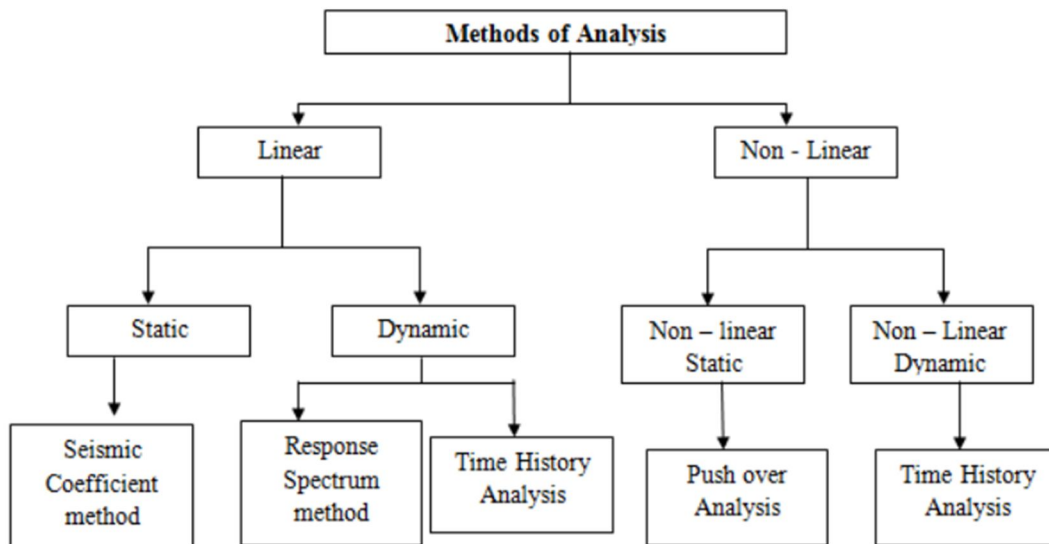 Methods of Analysis
Linear
Non - Linear
Static
Dynamic
Non – linear
Static
Non – Linear
Dynamic
Seismic
Coefficient
method
Response
Spectrum
method
Time History
Analysis
Push over
Analysis
Time History
Analysis